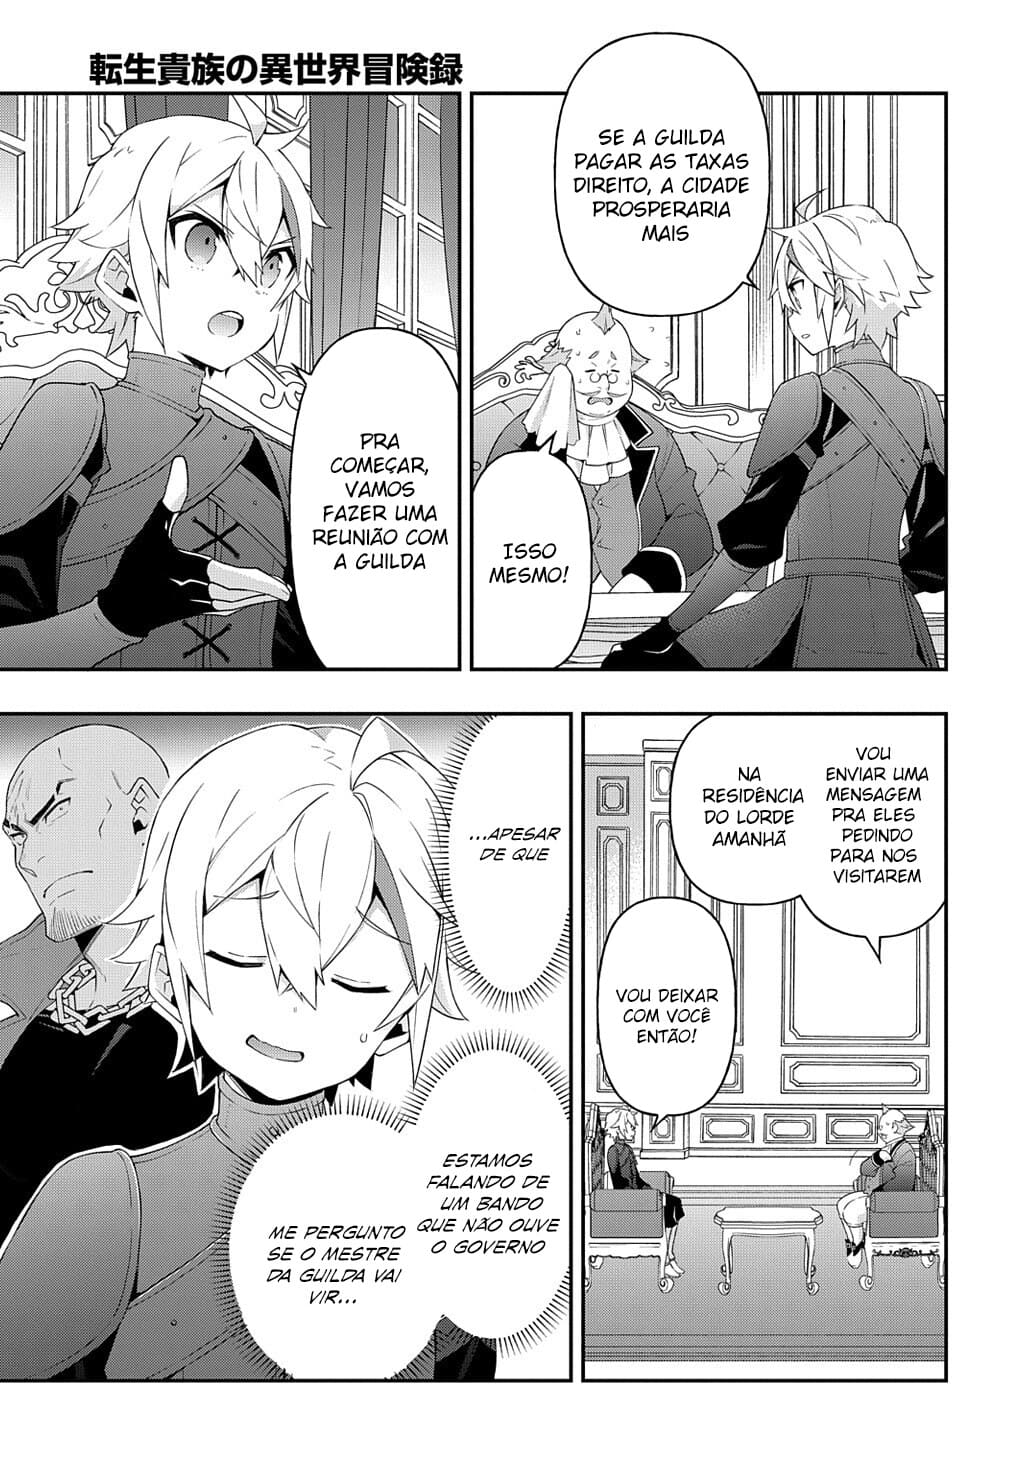 転生貴族の異世界冒険録
SE A GUILDA
PAGAR AS TAXAS
DIREITO, A CIDADE
PROSPERARIA
MAIS
ISSO
MESMO!
PRA
COMEÇAR,
VAMOS
FAZER UMA
REUNIÃO COM
A GUILDA
VOU
ENVIAR UMA
MENSAGEM
PRA ELES
PEDINDO
PARA NOS
VISITAREM
NA
RESIDÊNCIA
DO LORDE
AMANHÃ
VOU DEIXAR
COM VOCÊ
ENTÃO!
...APESAR
DE QUE
ESTAMOS
FALANDO DE
UM BANDO
QUE NÃO OUVE
O GOVERNO
ME PERGUNTO
SE O MESTRE
DA GUILDA VAI
VIR...